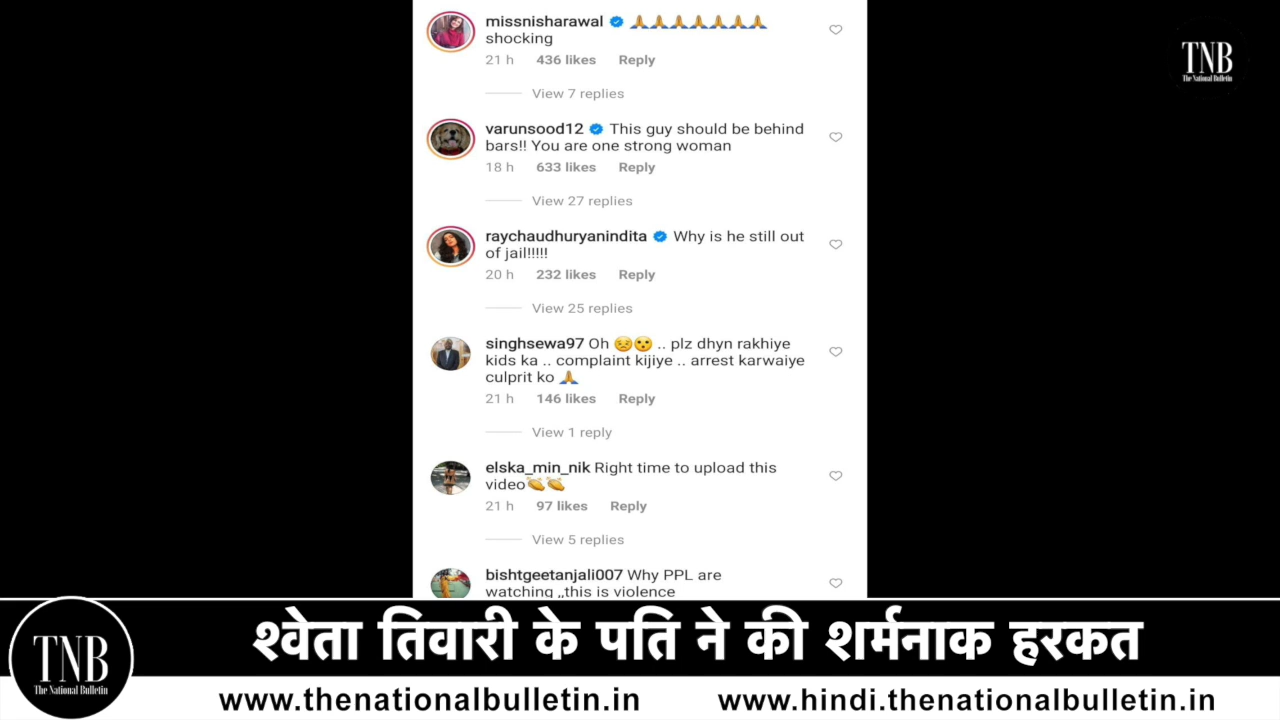 missnisharawal 🙏🙏🙏🙏🙏🙏🙏
shocking
21 h 436 likes Reply
View 7 replies
TNB
The National Bulletin
varunsood12 This guy should be behind
bars!! You are one strong woman
18 h 633 likes Reply
View 27 replies
raychaudhuryanindita Why is he still out
of jail!!!!!
20 h 232 likes Reply
View 25 replies
singhsewa97 Oh 😣😯 .. plz dhyn rakhiye
kids ka .. complaint kijiye .. arrest karwaiye
culprit ko 🙏
21 h 146 likes Reply
View 1 reply
elska_min_nik Right time to upload this
video👏👏
21 h 97 likes Reply
View 5 replies
bishtgeetanjali007 Why PPL are
watching ,,this is violence
श्वेता तिवारी के पति ने की शर्मनाक हरकत
TNB
The National Bulletin
www.thenationalbulletin.in www.hindi.thenationalbulletin.in